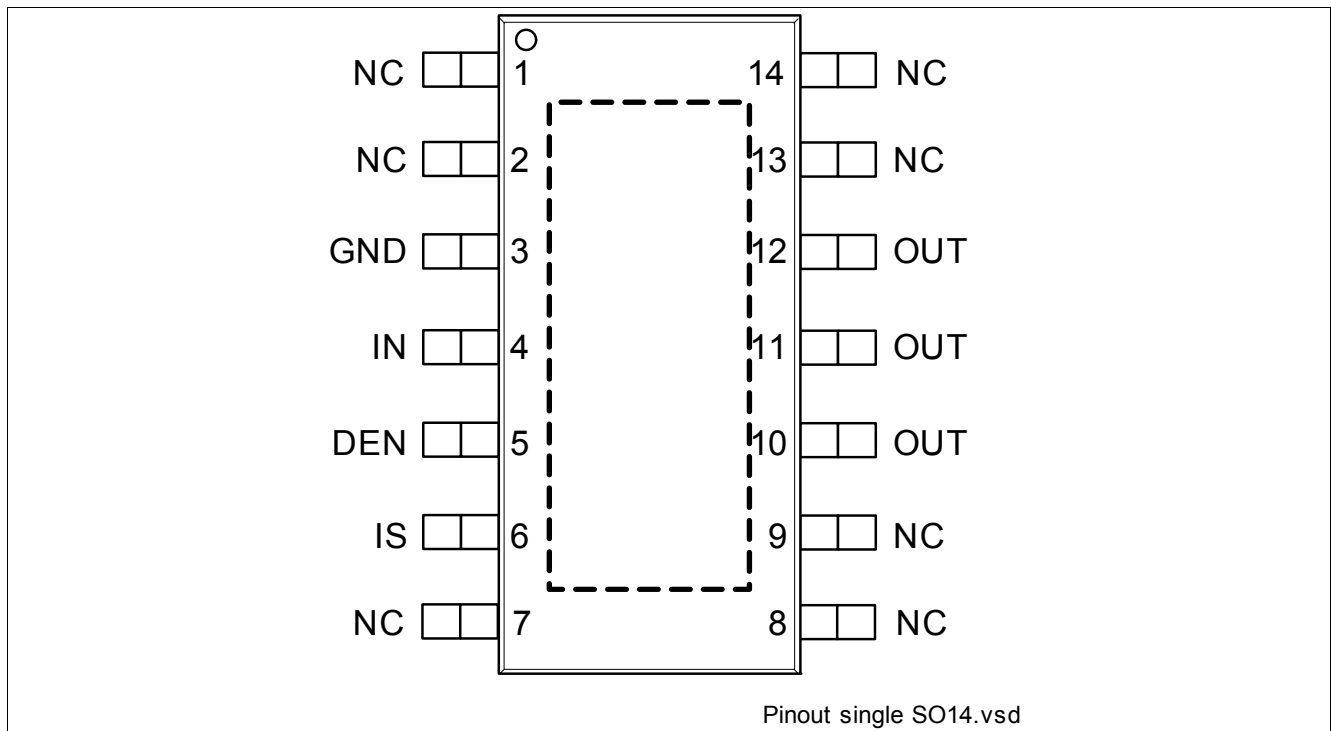 NC 1 14 NC
NC 2 13 NC
GND 3 12 OUT
IN 4 11 OUT
DEN 5 10 OUT
IS 6 9 NC
NC 7 8 NC
Pinout single SO14.vsd